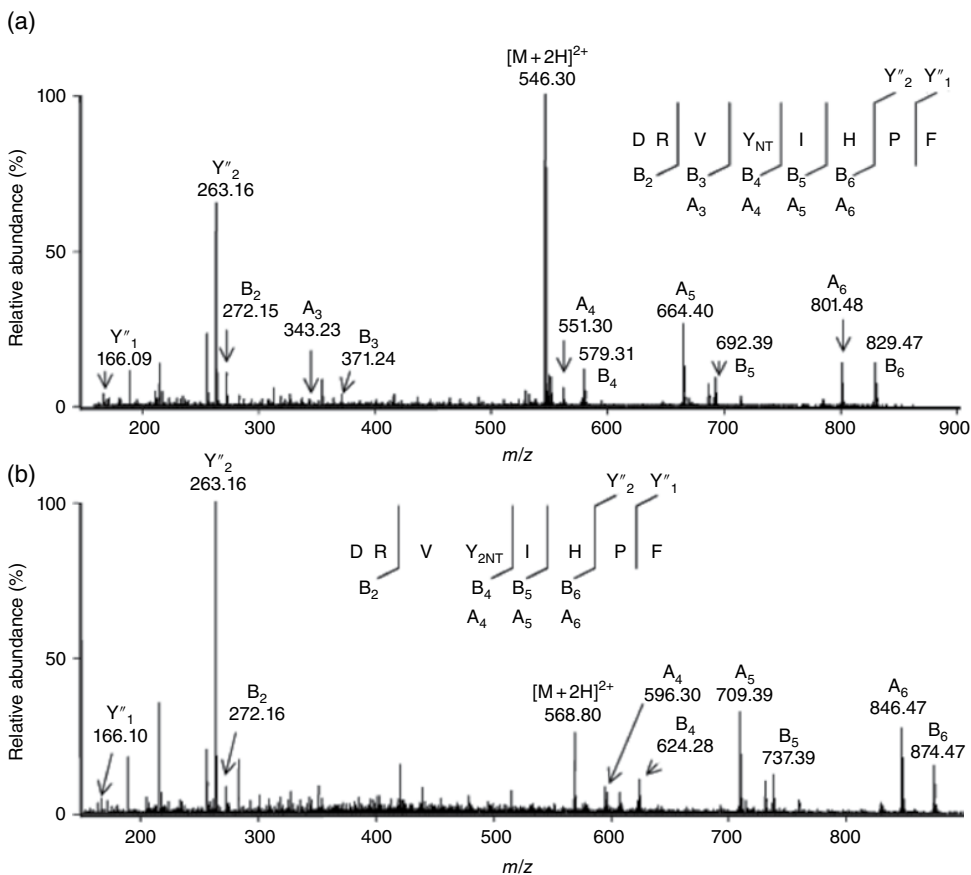 (a)
[M + 2H]²⁺
546.30
Y″₂ Y″₁
100
D R V Y_NT I H P F
Y″₂
263.16
B₂ B₃ B₄ B₅ B₆
A₃ A₄ A₅ A₆
Relative abundance (%)
50
B₂
272.15
A₃
343.23
B₃
371.24
Y″₁
166.09
A₄
551.30
579.31
B₄
A₅
664.40
692.39
B₅
A₆
801.48
829.47
B₆
0
200 300 400 500 600 700 800 900
m/z
(b)
Y″₂
263.16
Y″₂ Y″₁
100
D R V Y_2NT I H P F
B₂ B₄ B₅ B₆
A₄ A₅ A₆
Relative abundance (%)
50
Y″₁
166.10
B₂
272.16
[M + 2H]²⁺
568.80
A₄
596.30
B₄
624.28
A₅
709.39
B₅
737.39
A₆
846.47
B₆
874.47
0
200 300 400 500 600 700 800
m/z